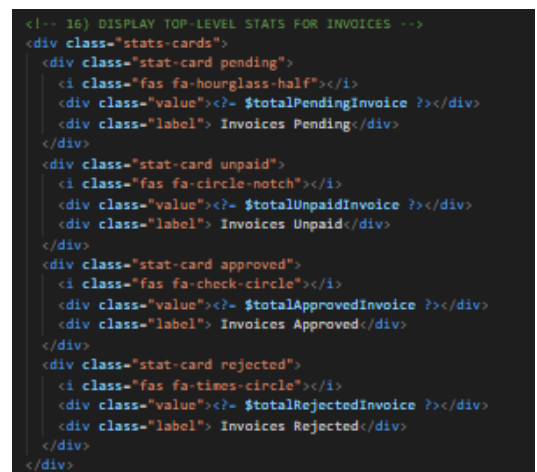 <!-- 16) DISPLAY TOP-LEVEL STATS FOR INVOICES -->
<div class="stats-cards">
<div class="stat-card pending">
<i class="fas fa-hourglass-half"></i>
<div class="value"><?= $totalPendingInvoice ?></div>
<div class="label"> Invoices Pending</div>
</div>
<div class="stat-card unpaid">
<i class="fas fa-circle-notch"></i>
<div class="value"><?= $totalUnpaidInvoice ?></div>
<div class="label"> Invoices Unpaid</div>
</div>
<div class="stat-card approved">
<i class="fas fa-check-circle"></i>
<div class="value"><?= $totalApprovedInvoice ?></div>
<div class="label"> Invoices Approved</div>
</div>
<div class="stat-card rejected">
<i class="fas fa-times-circle"></i>
<div class="value"><?= $totalRejectedInvoice ?></div>
<div class="label"> Invoices Rejected</div>
</div>
</div>